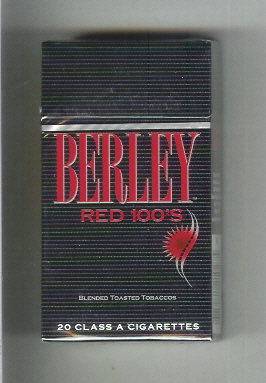 BERLEY
RED 100'S
BLENDED TOASTED TOBACCOS
20 CLASS A CIGARETTES